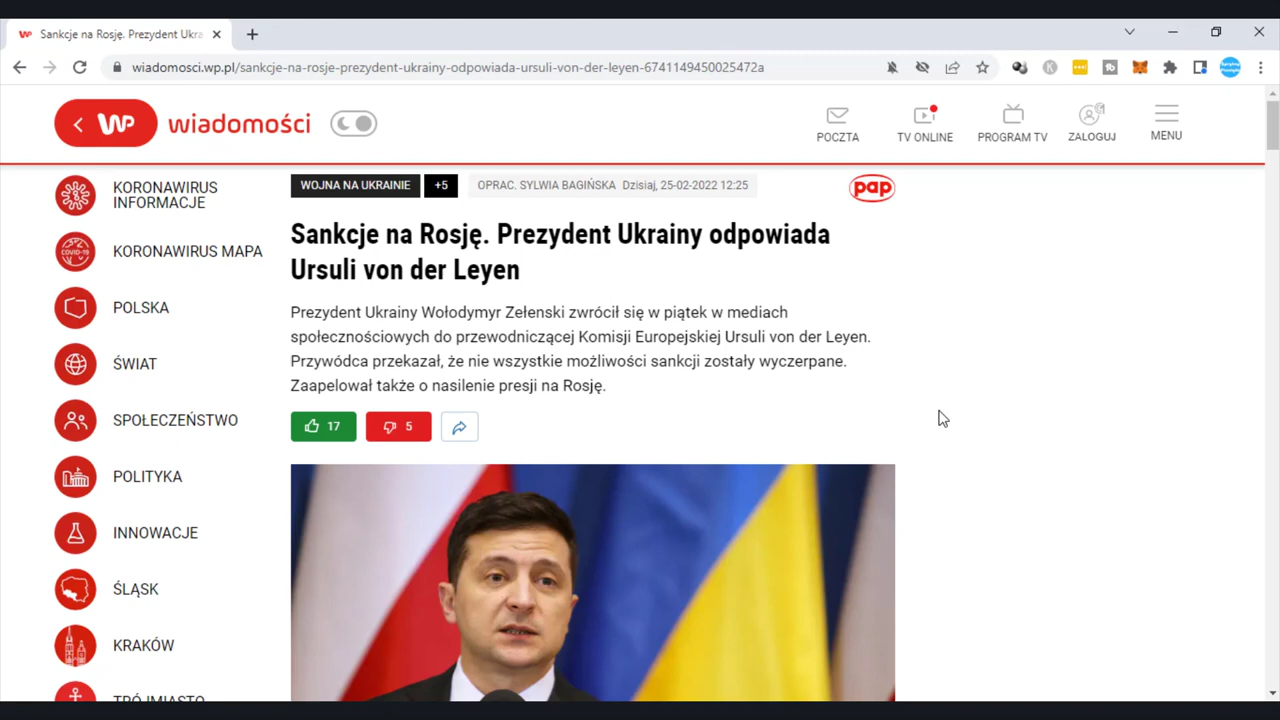 Sankcje na Rosję. Prezydent Ukra
wiadomosci.wp.pl/sankcje-na-rosje-prezydent-ukrainy-odpowiada-ursuli-von-der-leyen-6741149450025472a
WP wiadomości
POCZTA
TV ONLINE
PROGRAM TV
ZALOGUJ
MENU
KORONAWIRUS
INFORMACJE
KORONAWIRUS MAPA
POLSKA
ŚWIAT
SPOŁECZEŃSTWO
POLITYKA
INNOWACJE
ŚLĄSK
KRAKÓW
TRÓJMIASTO
WOJNA NA UKRAINIE +5 OPRAC. SYLWIA BAGIŃSKA Dzisiaj, 25-02-2022 12:25
pap
Sankcje na Rosję. Prezydent Ukrainy odpowiada
Ursuli von der Leyen
Prezydent Ukrainy Wołodymyr Zełenski zwrócił się w piątek w mediach
społecznościowych do przewodniczącej Komisji Europejskiej Ursuli von der Leyen.
Przywódca przekazał, że nie wszystkie możliwości sankcji zostały wyczerpane.
Zaapelował także o nasilenie presji na Rosję.
17
5